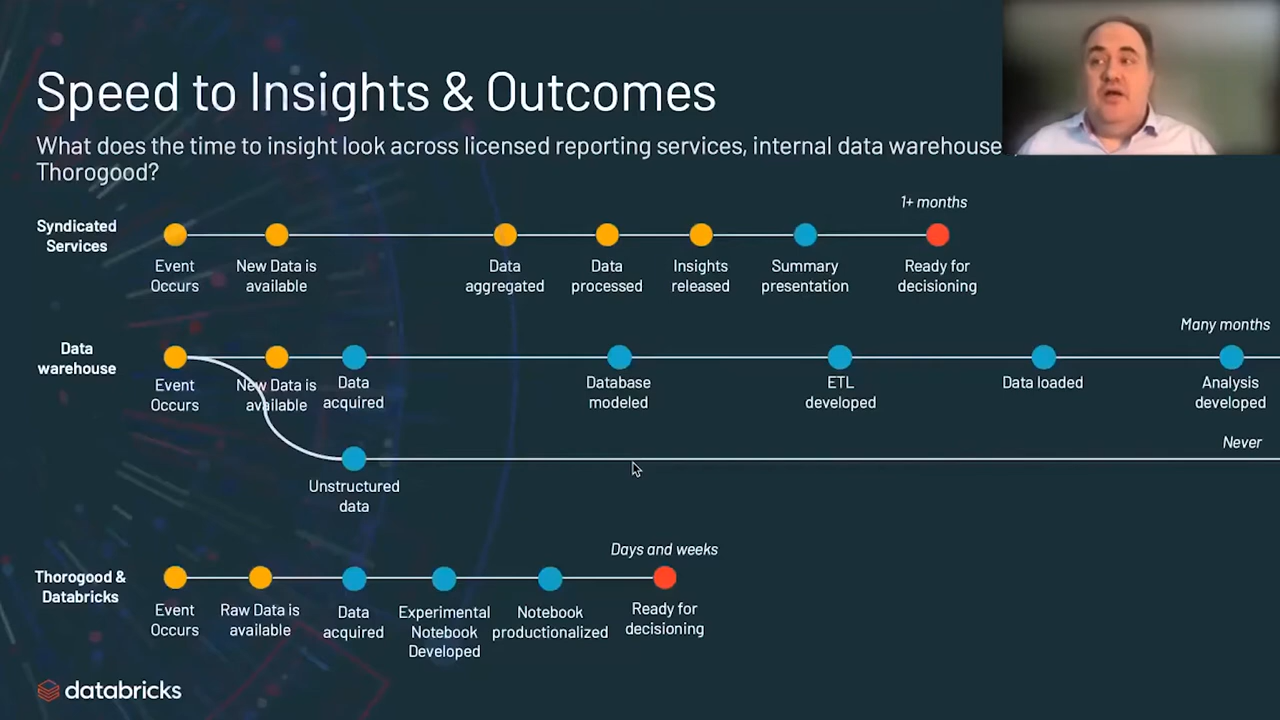 Speed to Insights & Outcomes
What does the time to insight look across licensed reporting services, internal data warehouse
Thorogood?
1+ months
Syndicated
Services
Event
Occurs
New Data is
available
Data
aggregated
Data
processed
Insights
released
Summary
presentation
Ready for
decisioning
Many months
Data
warehouse
Event
Occurs
New Data is
available
Data
acquired
Database
modeled
ETL
developed
Data loaded
Analysis
developed
Never
Unstructured
data
Days and weeks
Thorogood &
Databricks
Event
Occurs
Raw Data is
available
Data
acquired
Experimental
Notebook
Developed
Notebook
productionalized
Ready for
decisioning
databricks